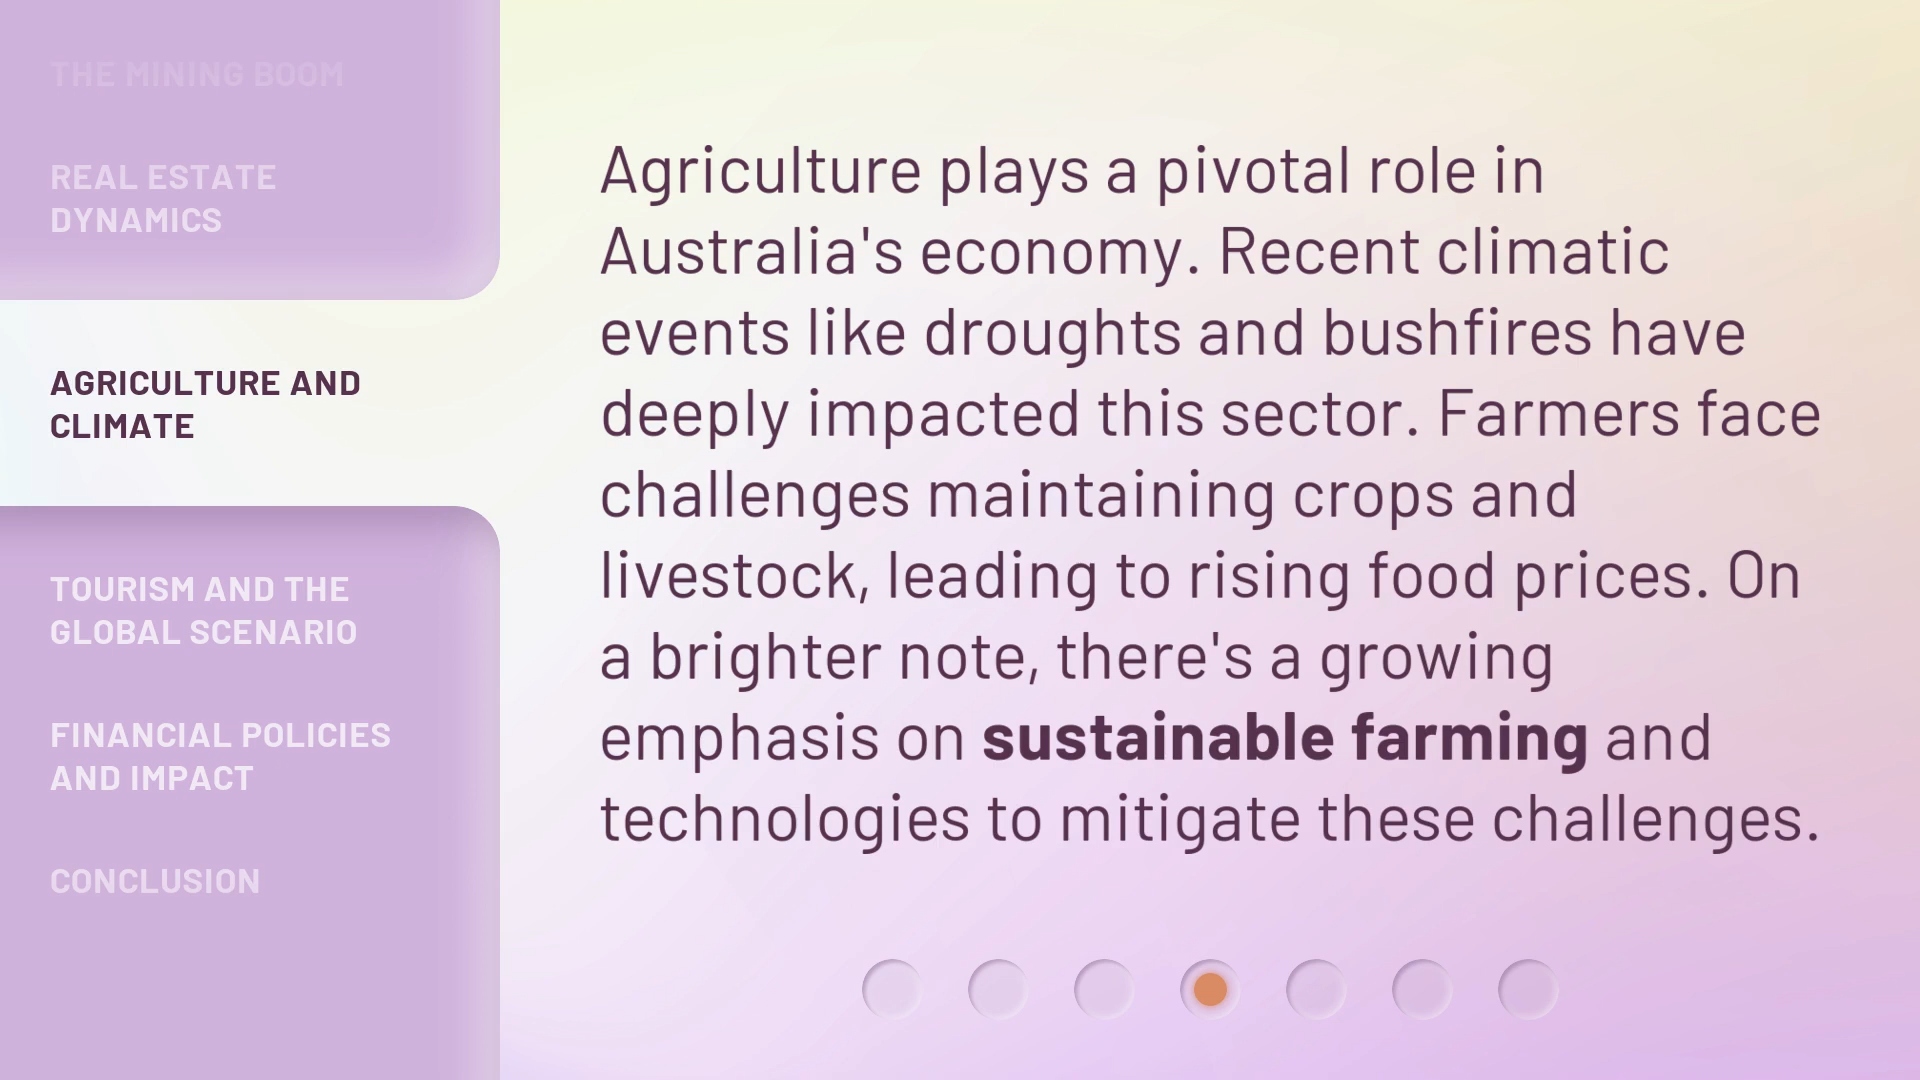 THE MINING BOOM
REAL ESTATE
DYNAMICS
AGRICULTURE AND
CLIMATE
TOURISM AND THE
GLOBAL SCENARIO
FINANCIAL POLICIES
AND IMPACT
CONCLUSION
Agriculture plays a pivotal role in
Australia's economy. Recent climatic
events like droughts and bushfires have
deeply impacted this sector. Farmers face
challenges maintaining crops and
livestock, leading to rising food prices. On
a brighter note, there's a growing
emphasis on sustainable farming and
technologies to mitigate these challenges.